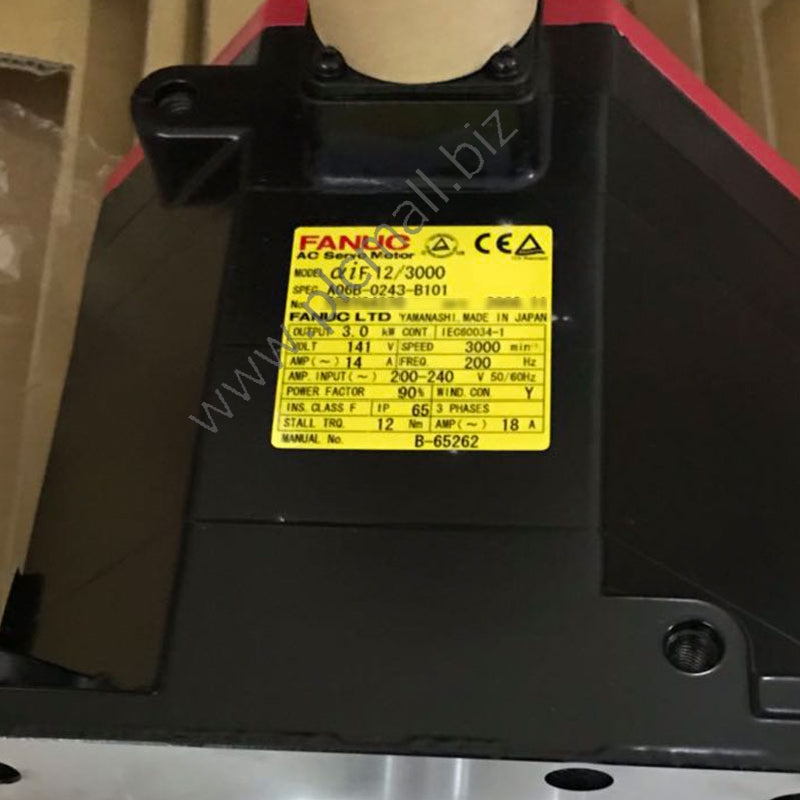 FANUC
AC Servo Motor
MODEL αiF 12/3000
SPEC. A06B-0243-B101
No.
FANUC LTD YAMANASHI. MADE IN JAPAN
OUTPUT 3.0 kW CONT. IEC60034-1
VOLT 141 V SPEED 3000 min⁻¹
AMP(~) 14 A FREQ 200 Hz
AMP. INPUT(~) 200-240 V 50/60Hz
POWER FACTOR 90% WIND. CON. Y
INS. CLASS F IP 65 3 PHASES
STALL TRQ. 12 Nm AMP(~) 18 A
MANUAL No. B-65262
www.plcmall.biz